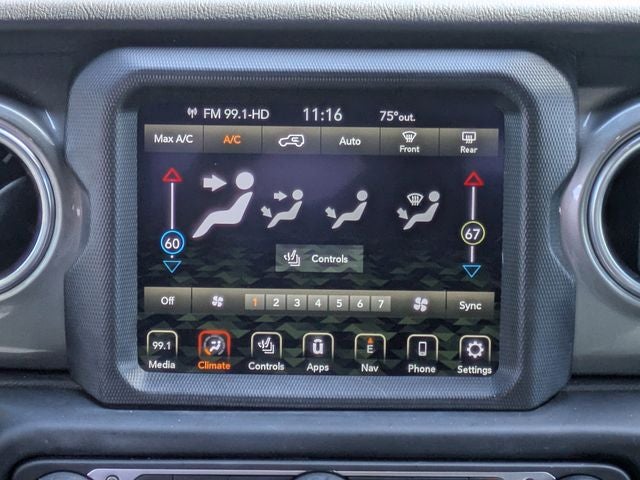 FM 99.1-HD 11:16 75°out.
Max A/C A/C Auto Front Rear
60 67
Controls
Off 1 2 3 4 5 6 7 Sync
99.1 E
Media Climate Controls Apps Nav Phone Settings